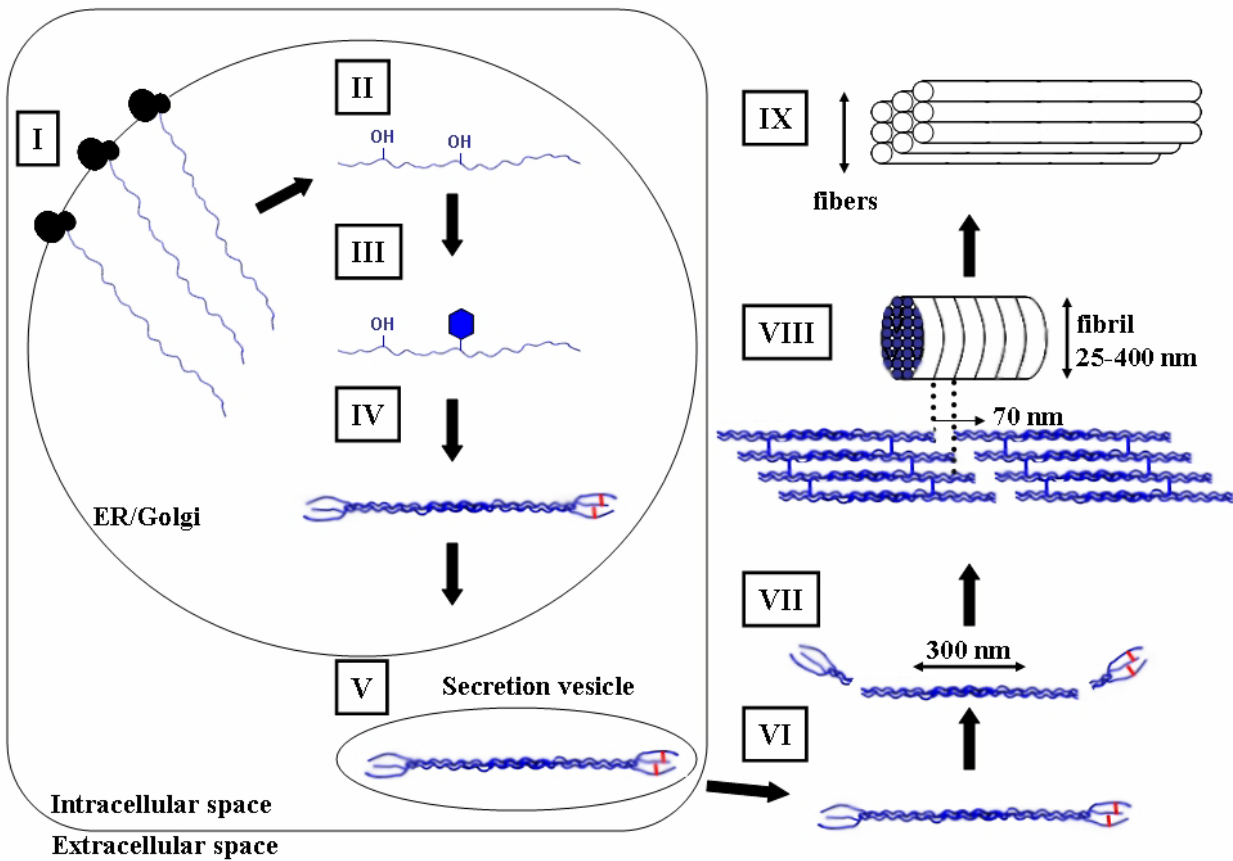 I
II
OH
OH
III
OH
IV
ER/Golgi
V
Secretion vesicle
Intracellular space
Extracellular space
IX
fibers
VIII
fibril
25-400 nm
70 nm
VII
300 nm
VI